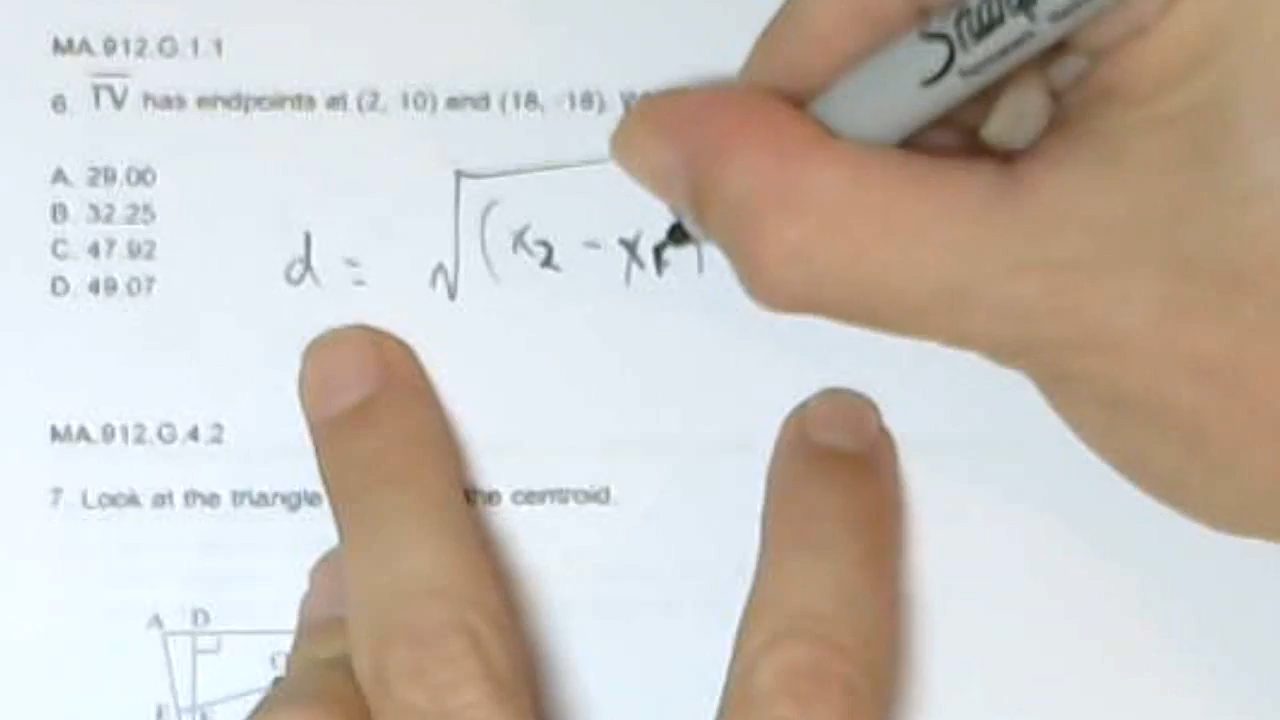 MA.912.G.1.1
6. TV has endpoints at (2, 10) and (18, -18).
A. 29.00
B. 32.25
C. 47.92
D. 49.07
d = √(x2 - x1)
Sharp
MA.912.G.4.2
7. Look at the triangle the centroid.
A D